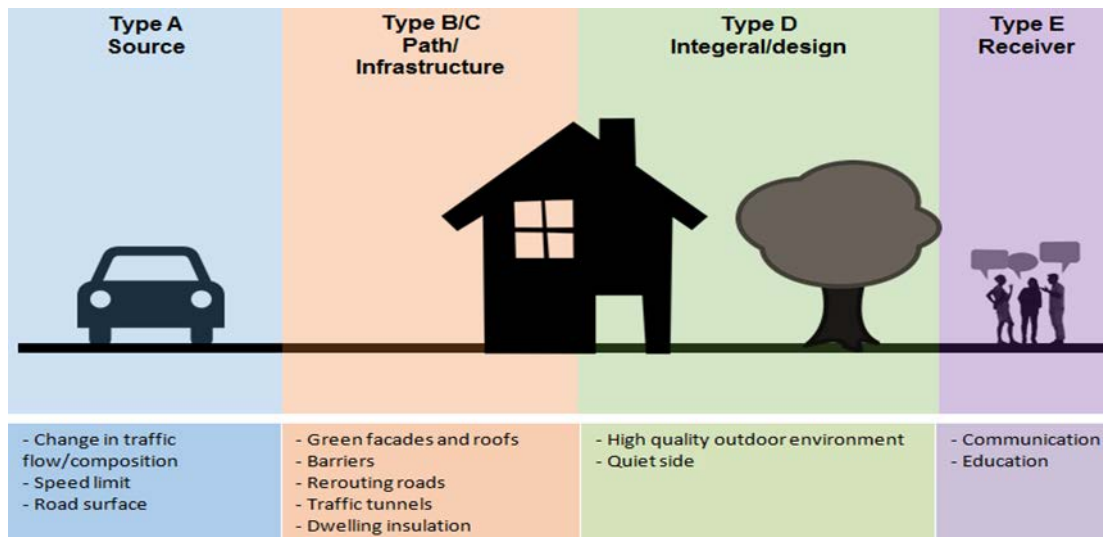 Type A
Source
Type B/C
Path/
Infrastructure
Type D
Integeral/design
Type E
Receiver
- Change in traffic
flow/composition
- Speed limit
- Road surface
- Green facades and roofs
- Barriers
- Rerouting roads
- Traffic tunnels
- Dwelling insulation
- High quality outdoor environment
- Quiet side
- Communication
- Education